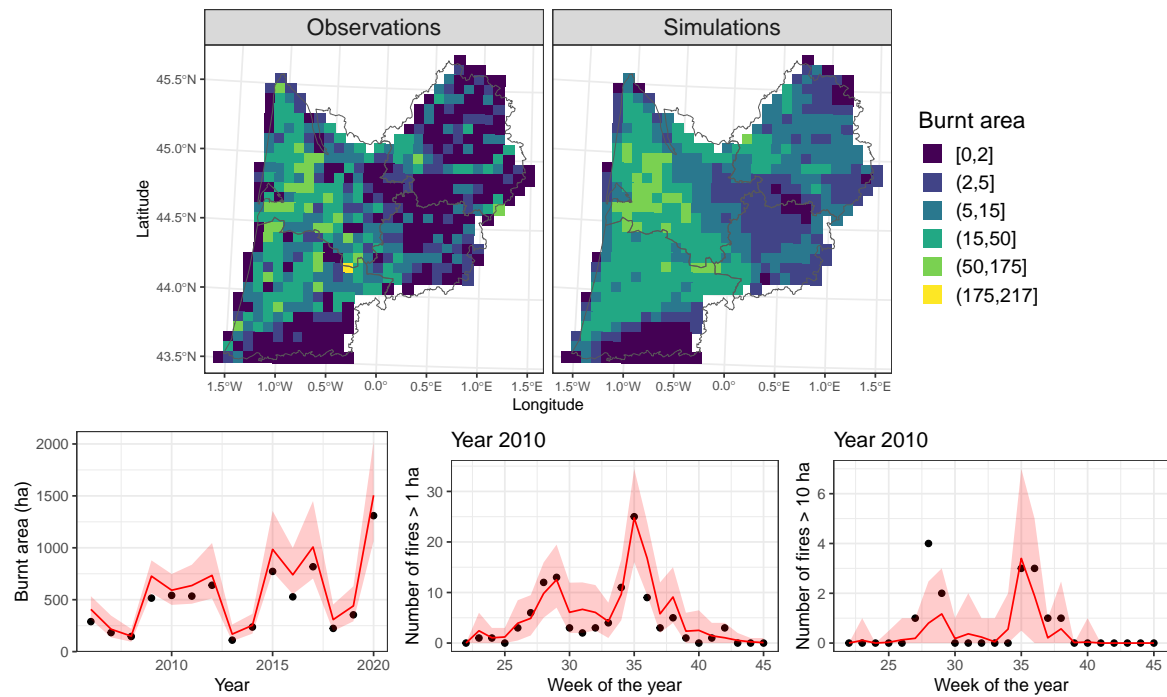 Observations
Simulations
45.5°N
45.0°N
44.5°N
44.0°N
43.5°N
Latitude
1.5°W 1.0°W 0.5°W 0.0° 0.5°E 1.0°E 1.5°E
1.5°W 1.0°W 0.5°W 0.0° 0.5°E 1.0°E 1.5°E
Longitude
Burnt area
[0,2]
(2,5]
(5,15]
(15,50]
(50,175]
(175,217]
2000
1500
1000
500
0
Burnt area (ha)
2010 2015 2020
Year
Year 2010
30
20
10
0
Number of fires > 1 ha
25 30 35 40 45
Week of the year
Year 2010
6
4
2
0
Number of fires > 10 ha
25 30 35 40 45
Week of the year